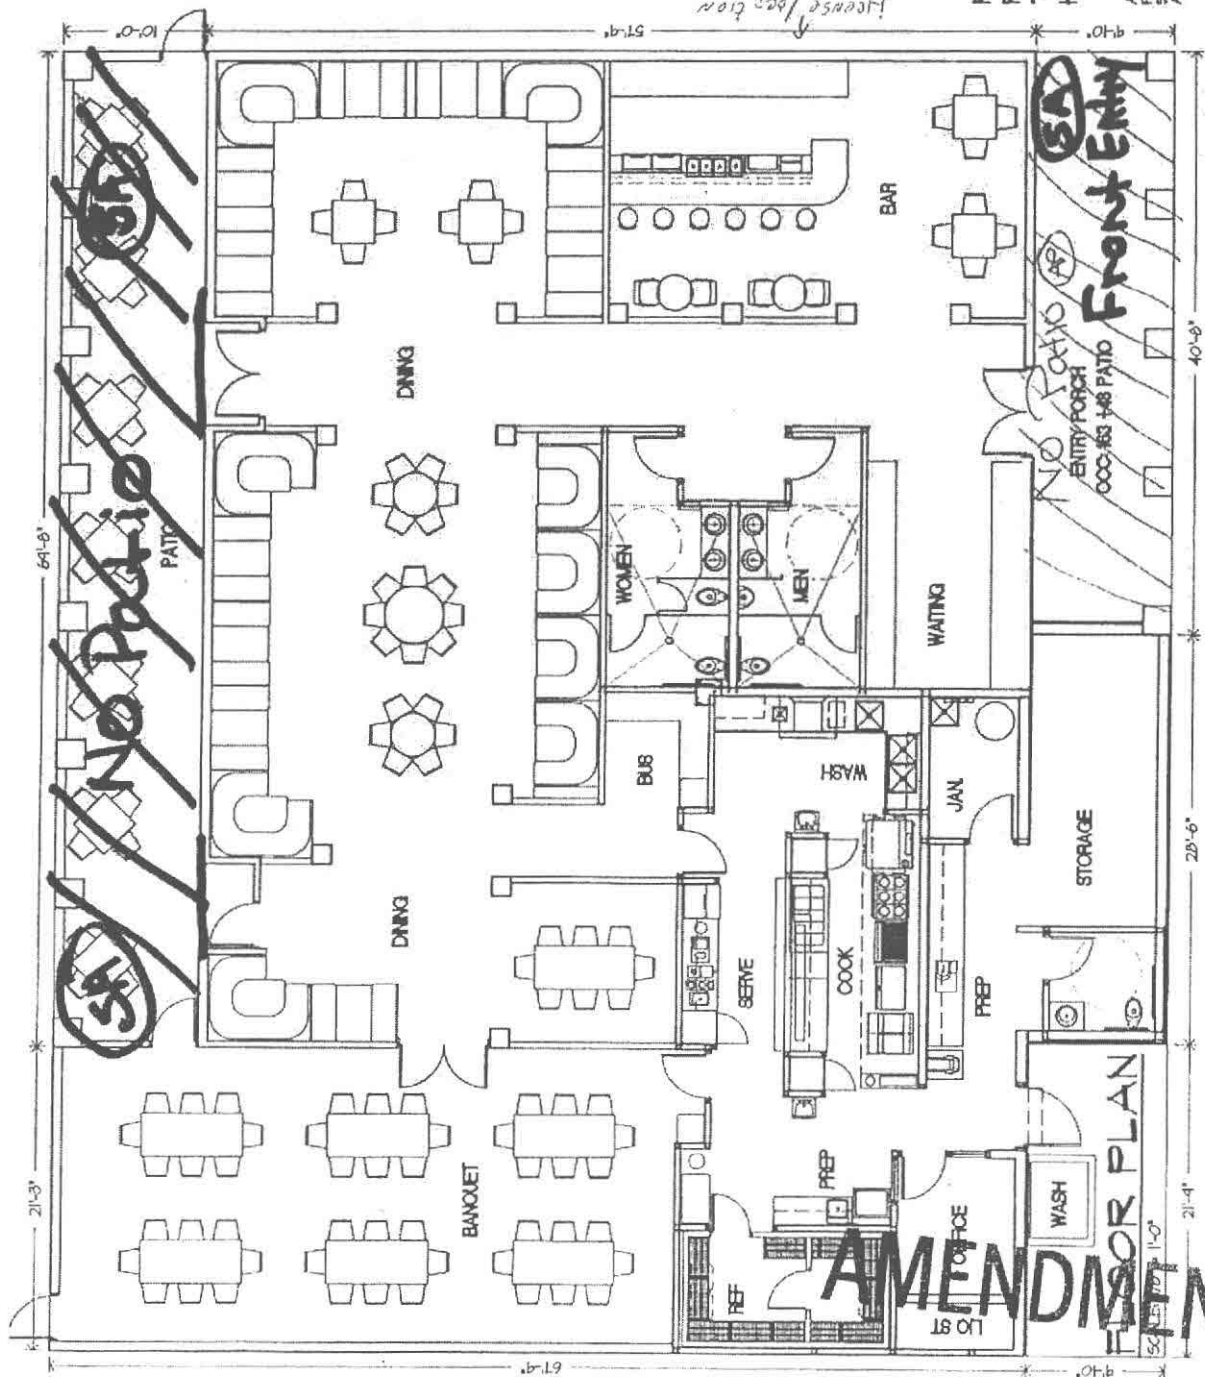 license location
10'-0"
57'-9"
9'-10"
SA
SA
Front Entry
BAR
DINING
No Patio
ENTRY PORCH
OCC: #63 + 48 PATIO
40'-8"
64'-8"
No Patio
PATIO
WOMEN
MEN
WAITING
BUS
WASH
JAN.
STORAGE
28'-6"
DINING
SERVE
COOK
PREP
SA
21'-3"
BANQUET
PREP
REF
OFFICE
LIQ ST
WASH
FLOOR PLAN
21'-4"
AMENDMEN
67'-9"
9'-10"